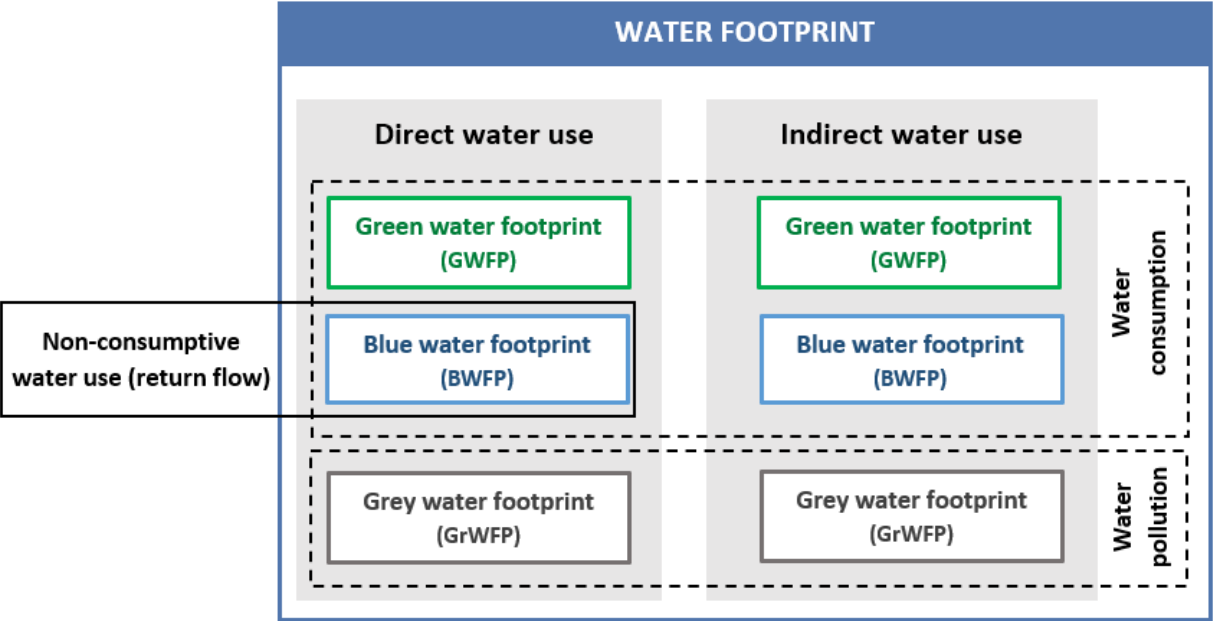 WATER FOOTPRINT
Direct water use
Indirect water use
Green water footprint
(GWFP)
Green water footprint
(GWFP)
Water
consumption
Non-consumptive
water use (return flow)
Blue water footprint
(BWFP)
Blue water footprint
(BWFP)
Grey water footprint
(GrWFP)
Grey water footprint
(GrWFP)
Water
pollution